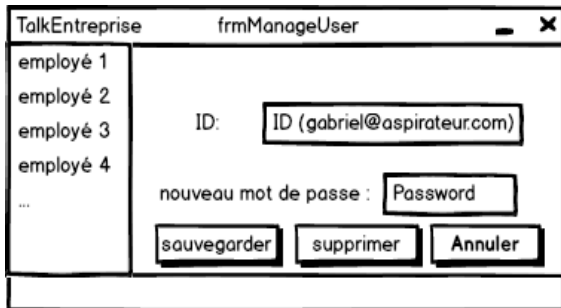 TalkEntreprise frmManageUser
employé 1
employé 2
employé 3
employé 4
...
ID: ID (gabriel@aspirateur.com)
nouveau mot de passe : Password
sauvegarder supprimer Annuler